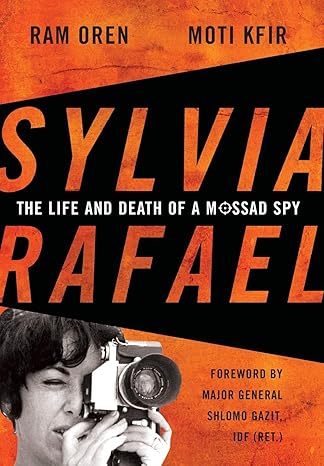 RAM OREN MOTI KFIR
SYLVIA
THE LIFE AND DEATH OF A MOSSAD SPY
RAFAEL
FOREWORD BY
MAJOR GENERAL
SHLOMO GAZIT,
IDF (RET.)